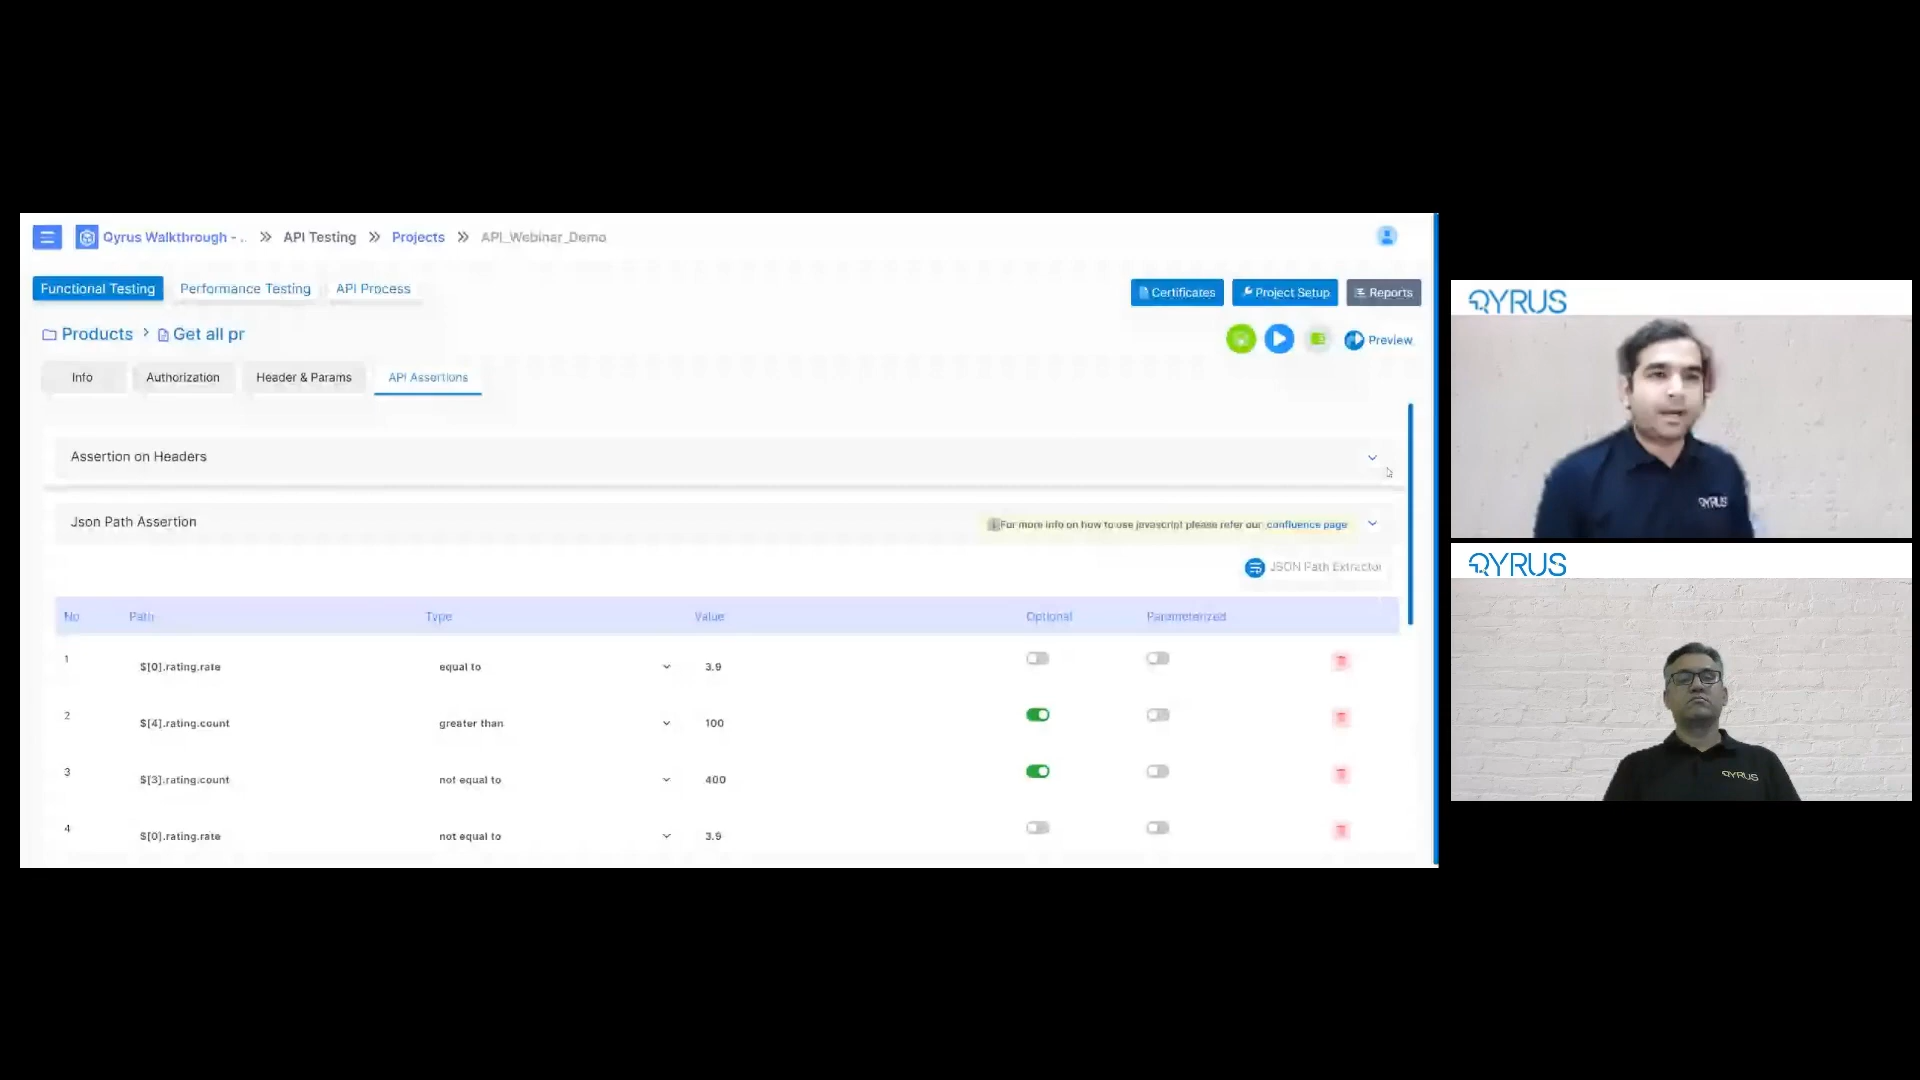 Qyrus Walkthrough - .. >> API Testing >> Projects >> API_Webinar_Demo
Functional Testing Performance Testing API Process
Certificates Project Setup Reports
Products > Get all pr
Preview
Info Authorization Header & Params API Assertions
Assertion on Headers
Json Path Assertion
For more info on how to use javascript please refer our confluence page
JSON Path Extractor
No Path Type Value Optional Parameterized
1 $[0].rating.rate equal to 3.9
2 $[4].rating.count greater than 100
3 $[3].rating.count not equal to 400
4 $[0].rating.rate not equal to 3.9
QYRUS
QYRUS
QYRUS
QYRUS